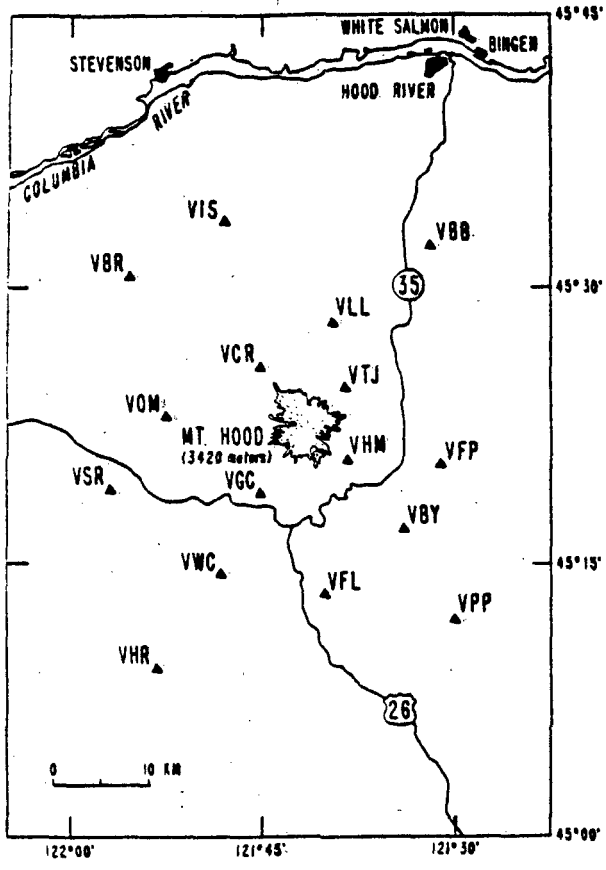 45°45'
WHITE SALMON
BINGEN
STEVENSON
HOOD RIVER
RIVER
COLUMBIA
VIS
VBB
VBR
35
45°30'
VLL
VCR
VTJ
VOM
MT. HOOD
(3420 meters)
VHM
VFP
VSR
VGC
VBY
VWC
45°15'
VFL
VPP
VHR
26
0 10 KM
45°00'
122°00' 121°45' 121°30'